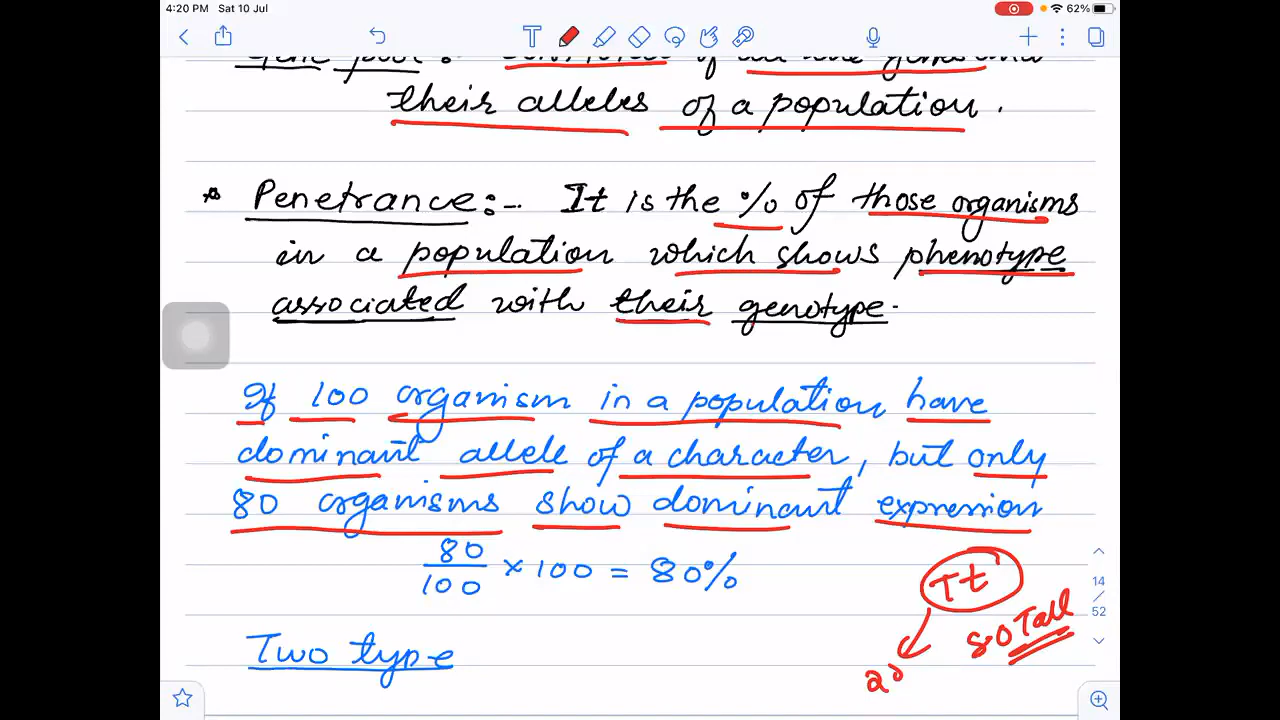 4:20 PM Sat 10 Jul
62%
their alleles of a population.
* Penetrance:- It is the % of those organisms
in a population which shows phenotype
associated with their genotype.
If 100 organism in a population have
dominant allele of a character, but only
80 organisms show dominant expression
80/100 × 100 = 80%
Tt
80 Tall
Two type
14
/
52